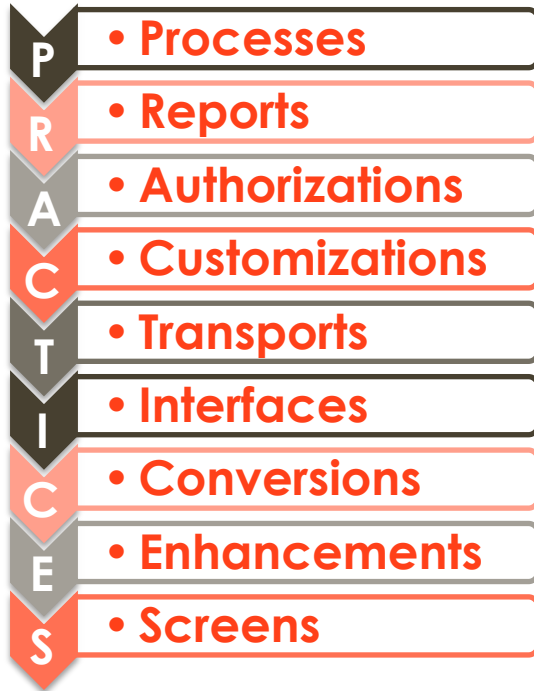 P • Processes
R • Reports
A • Authorizations
C • Customizations
T • Transports
I • Interfaces
C • Conversions
E • Enhancements
S • Screens